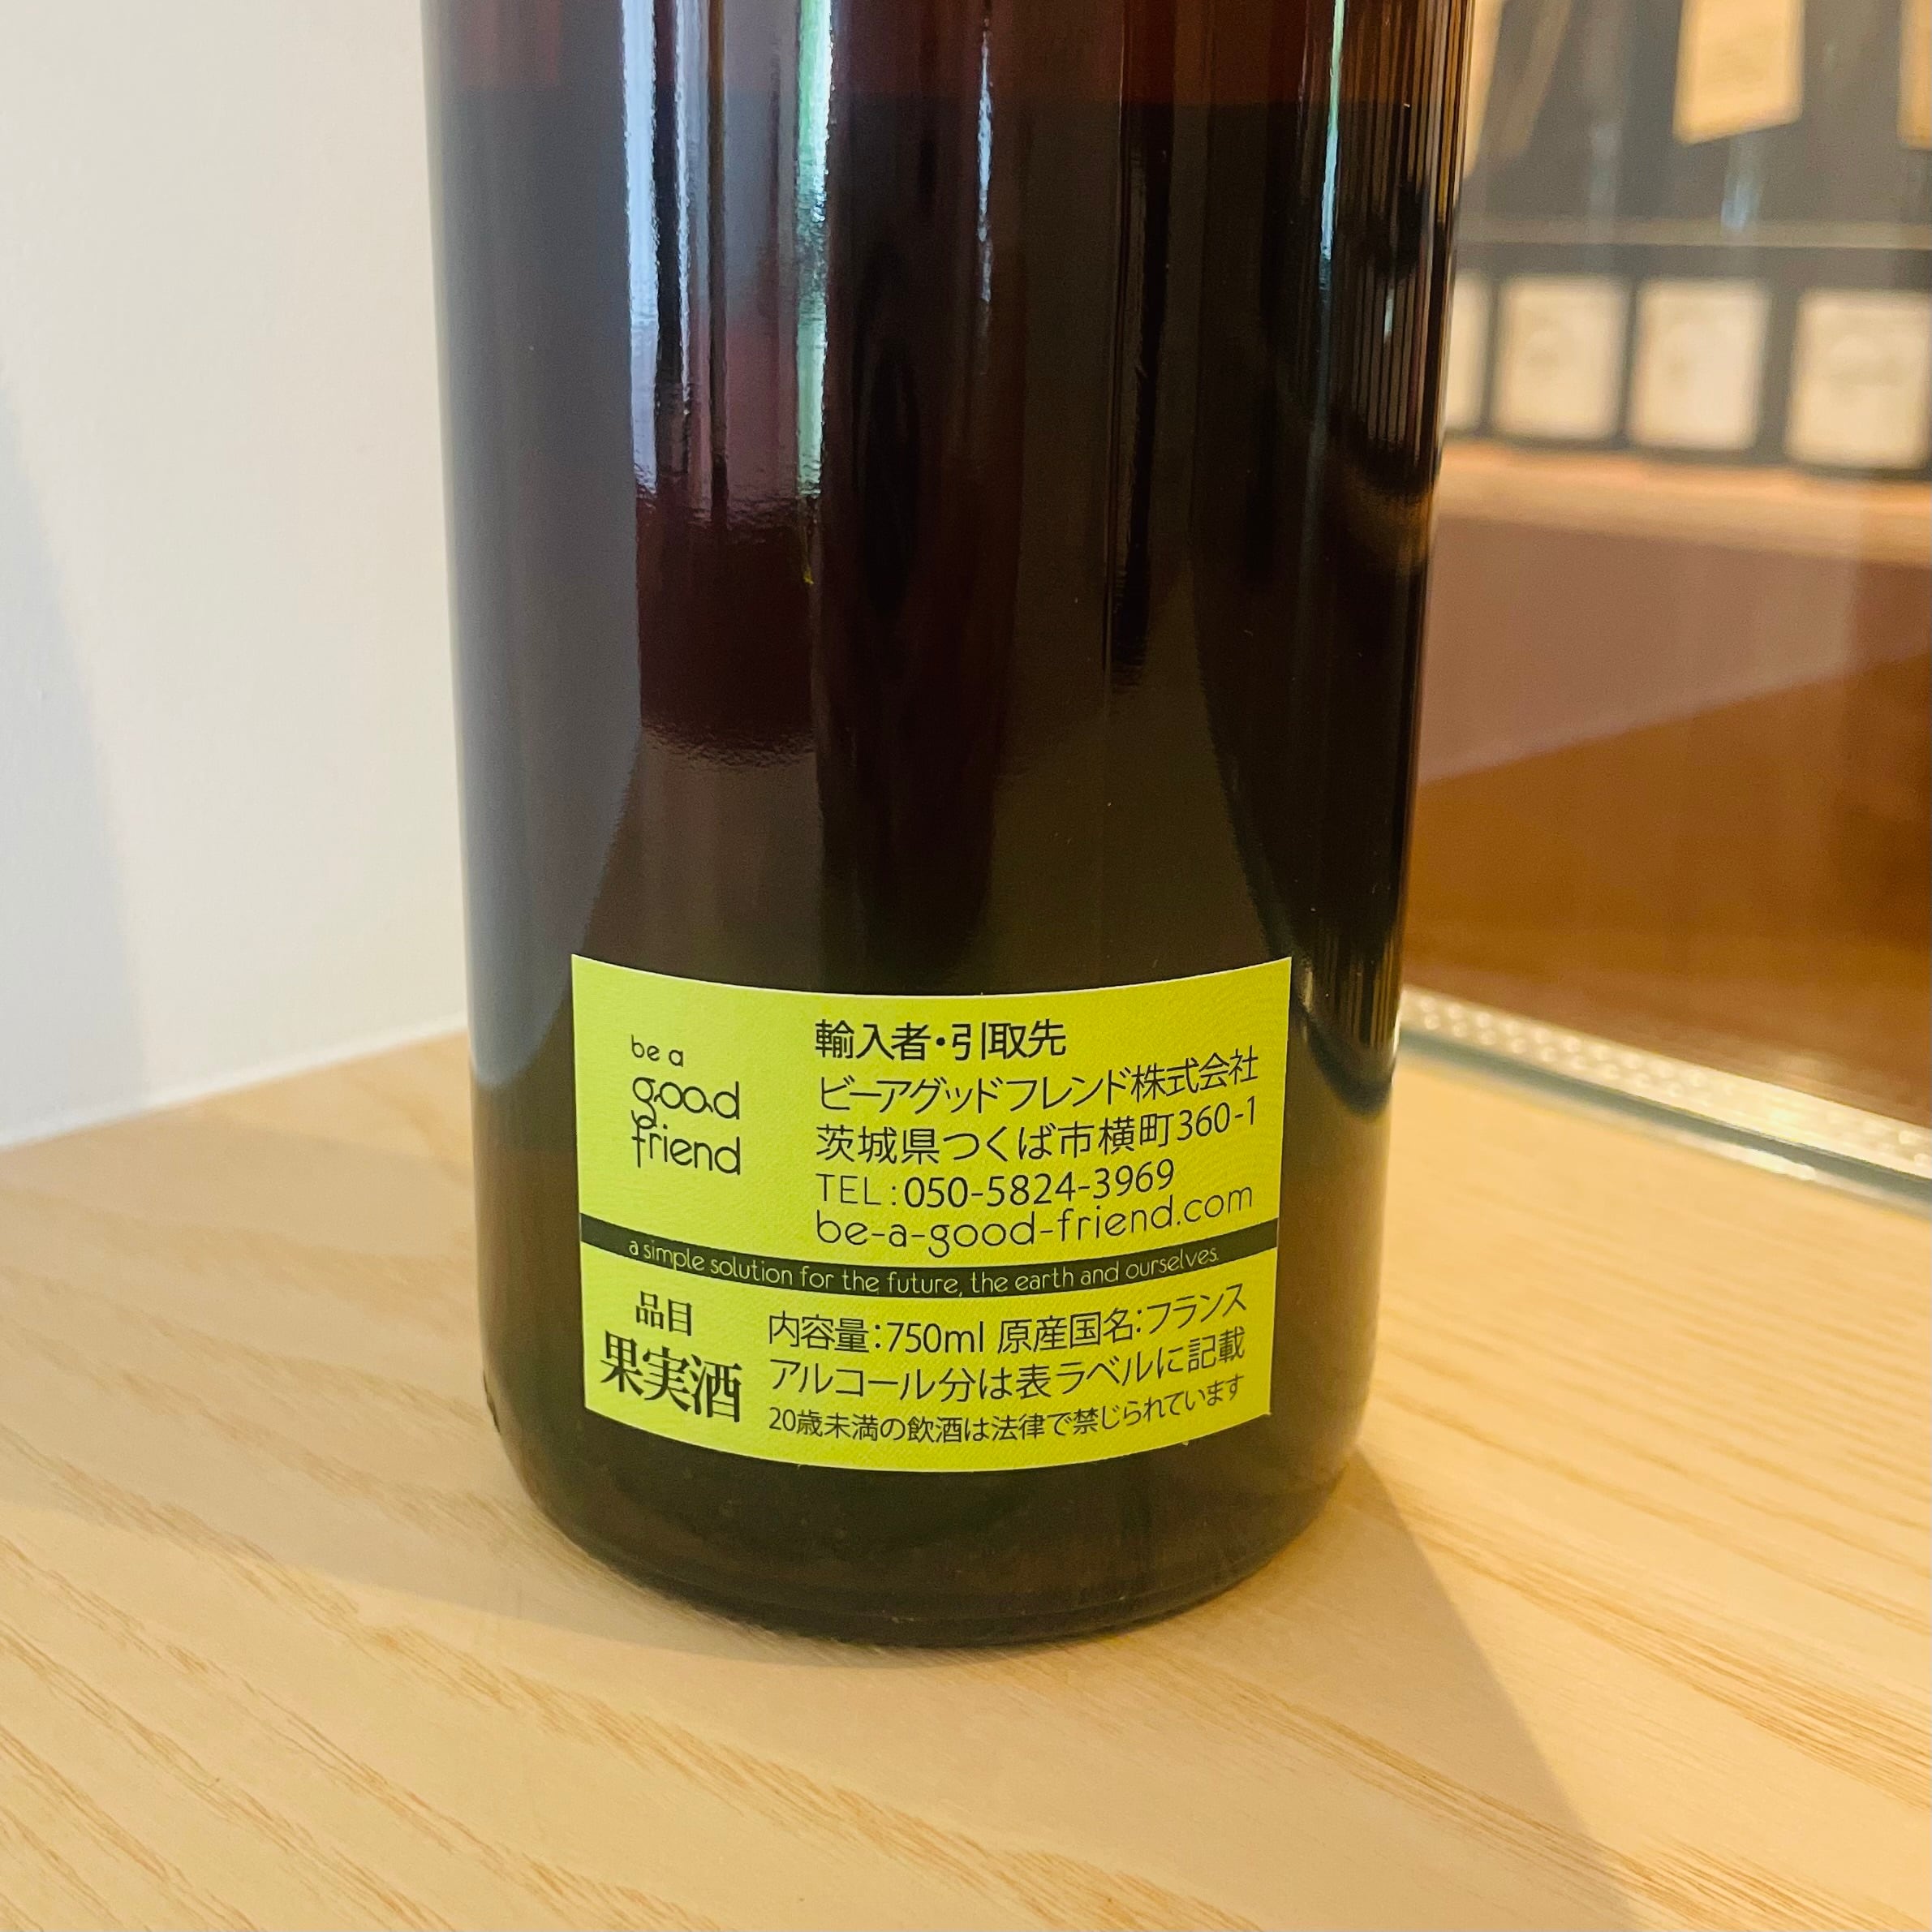 be a
good
friend
輸入者・引取先
ビーアグッドフレンド株式会社
茨城県つくば市横町360-1
TEL:050-5824-3969
be-a-good-friend.com
a simple solution for the future, the earth and ourselves.
品目
果実酒
内容量:750ml 原産国名:フランス
アルコール分は表ラベルに記載
20歳未満の飲酒は法律で禁じられています